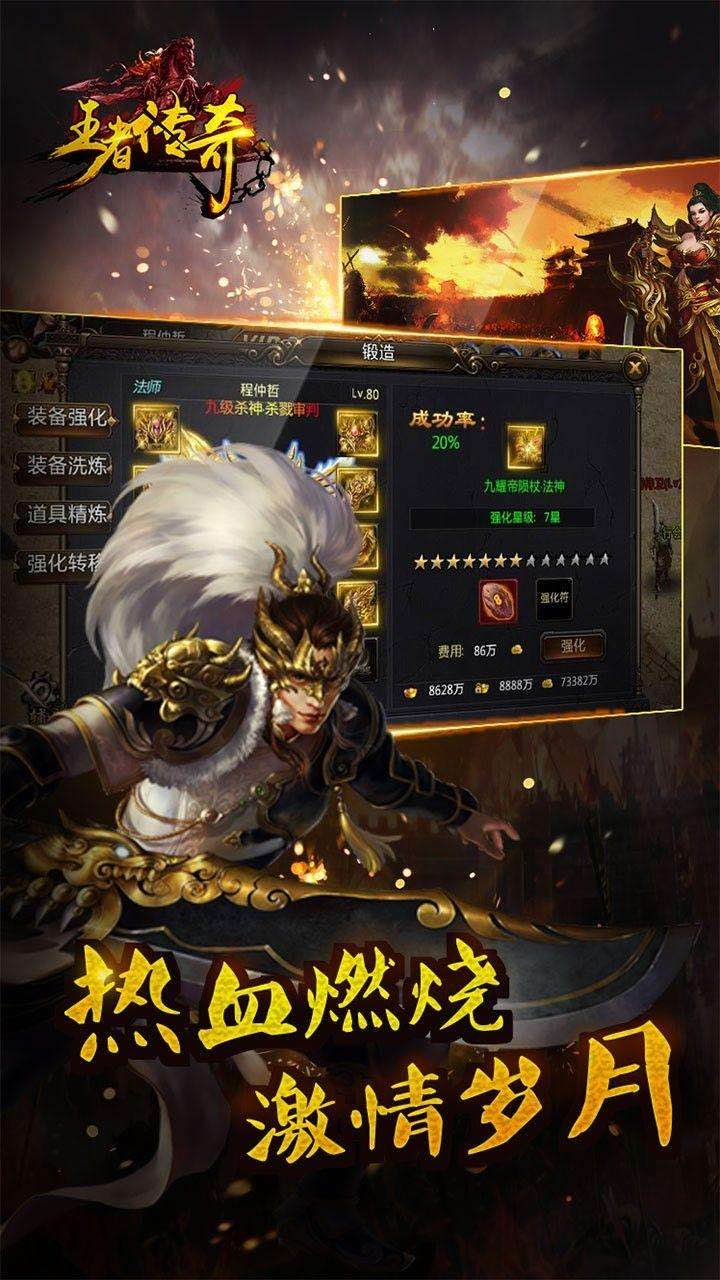 王者传奇
锻造
法师
程仲哲
Lv.80
九级杀神·杀戮审判
装备强化
装备洗炼
道具精炼
强化转移
成功率：
20%
九耀帝陨杖·法神
强化星级: 7星
强化符
费用: 86万
强化
8628万
8888万
73382万
热血燃烧
激情岁月